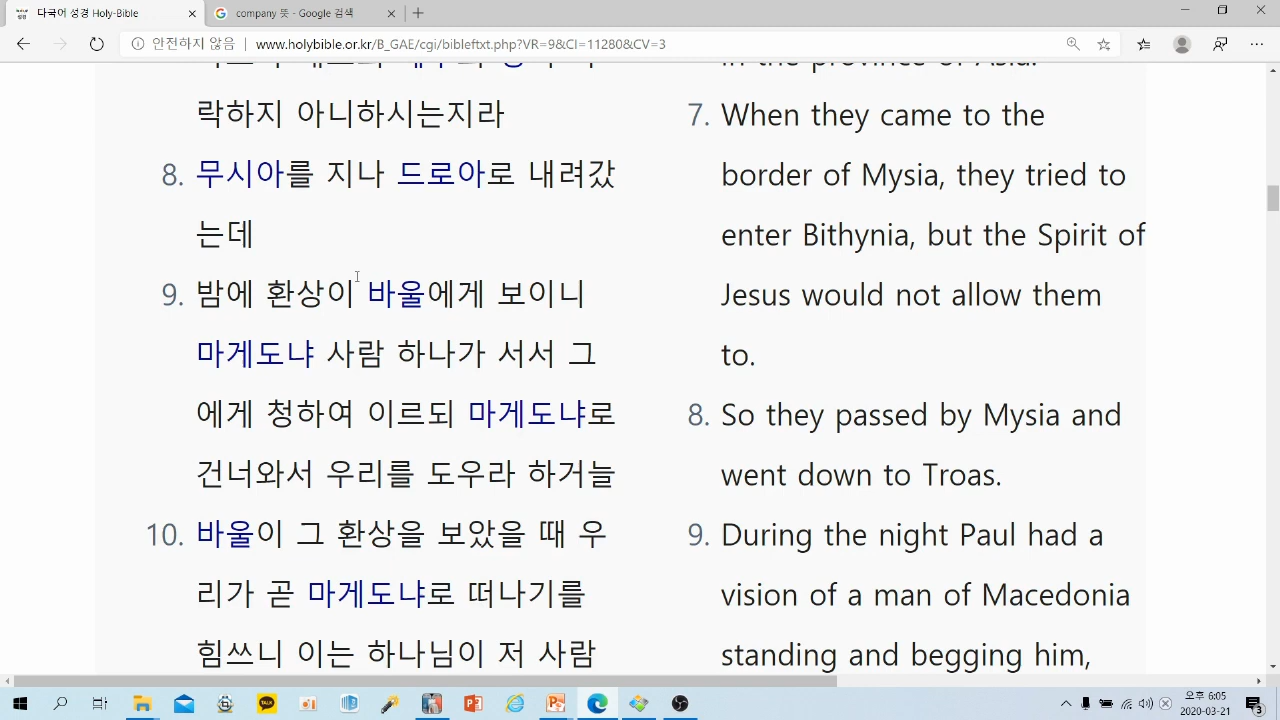 다국어 성경 Holy-Bible
company 뜻 - Google 검색
안전하지 않음
www.holybible.or.kr/B_GAE/cgi/bibleftxt.php?VR=9&CI=11280&CV=3
락하지 아니하시는지라
8. 무시아를 지나 드로아로 내려갔
는데
9. 밤에 환상이 바울에게 보이니
마게도냐 사람 하나가 서서 그
에게 청하여 이르되 마게도냐로
건너와서 우리를 도우라 하거늘
10. 바울이 그 환상을 보았을 때 우
리가 곧 마게도냐로 떠나기를
힘쓰니 이는 하나님이 저 사람
in the province of Asia.
7. When they came to the
border of Mysia, they tried to
enter Bithynia, but the Spirit of
Jesus would not allow them
to.
8. So they passed by Mysia and
went down to Troas.
9. During the night Paul had a
vision of a man of Macedonia
standing and begging him,
TALK
오후 6:05
2020-03-21
3